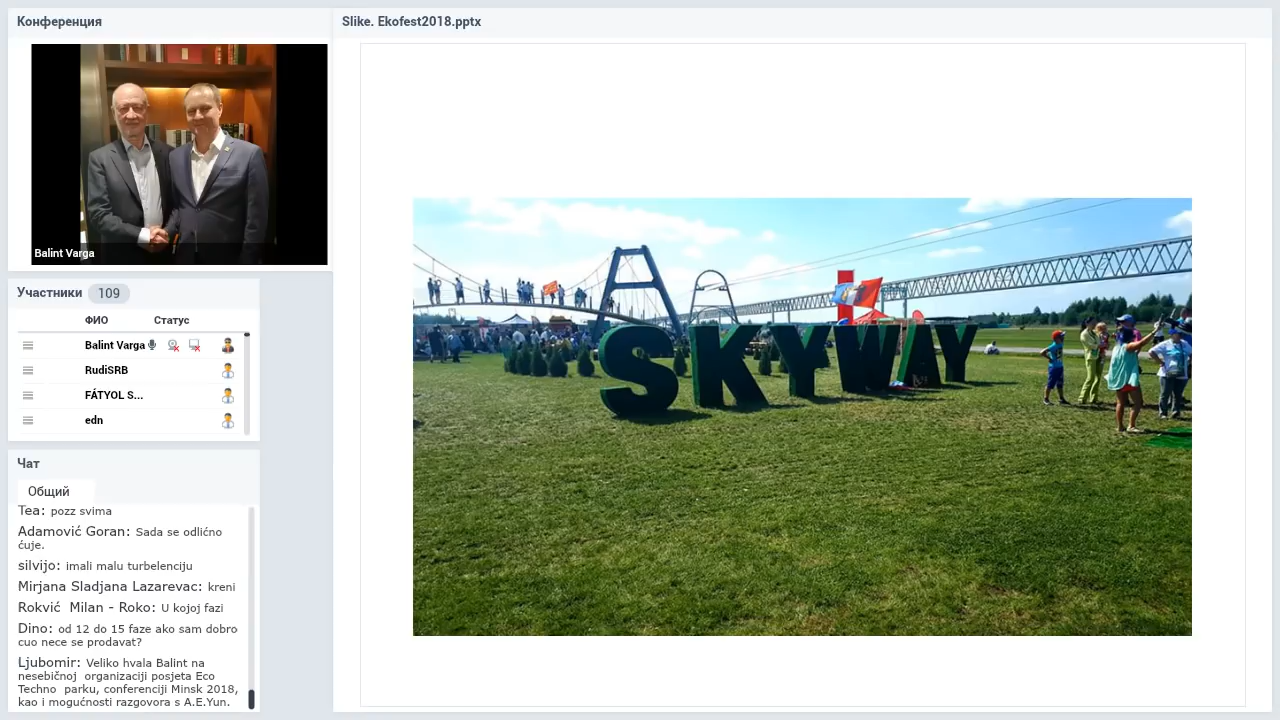 Конференция
Slike. Ekofest2018.pptx
Balint Varga
SKYWAY
Участники 109
ФИО Статус
Balint Varga
RudiSRB
FÁTYOL S...
edn
Чат
Общий
Tea: pozz svima
Adamović Goran: Sada se odlićno
ćuje.
silvijo: imali malu turbelenciju
Mirjana Sladjana Lazarevac: kreni
Rokvić Milan - Roko: U kojoj fazi
Dino: od 12 do 15 faze ako sam dobro
cuo nece se prodavat?
Ljubomir: Veliko hvala Balint na
nesebičnoj organizaciji posjeta Eco
Techno parku, conferenciji Minsk 2018,
kao i mogućnosti razgovora s A.E.Yun.